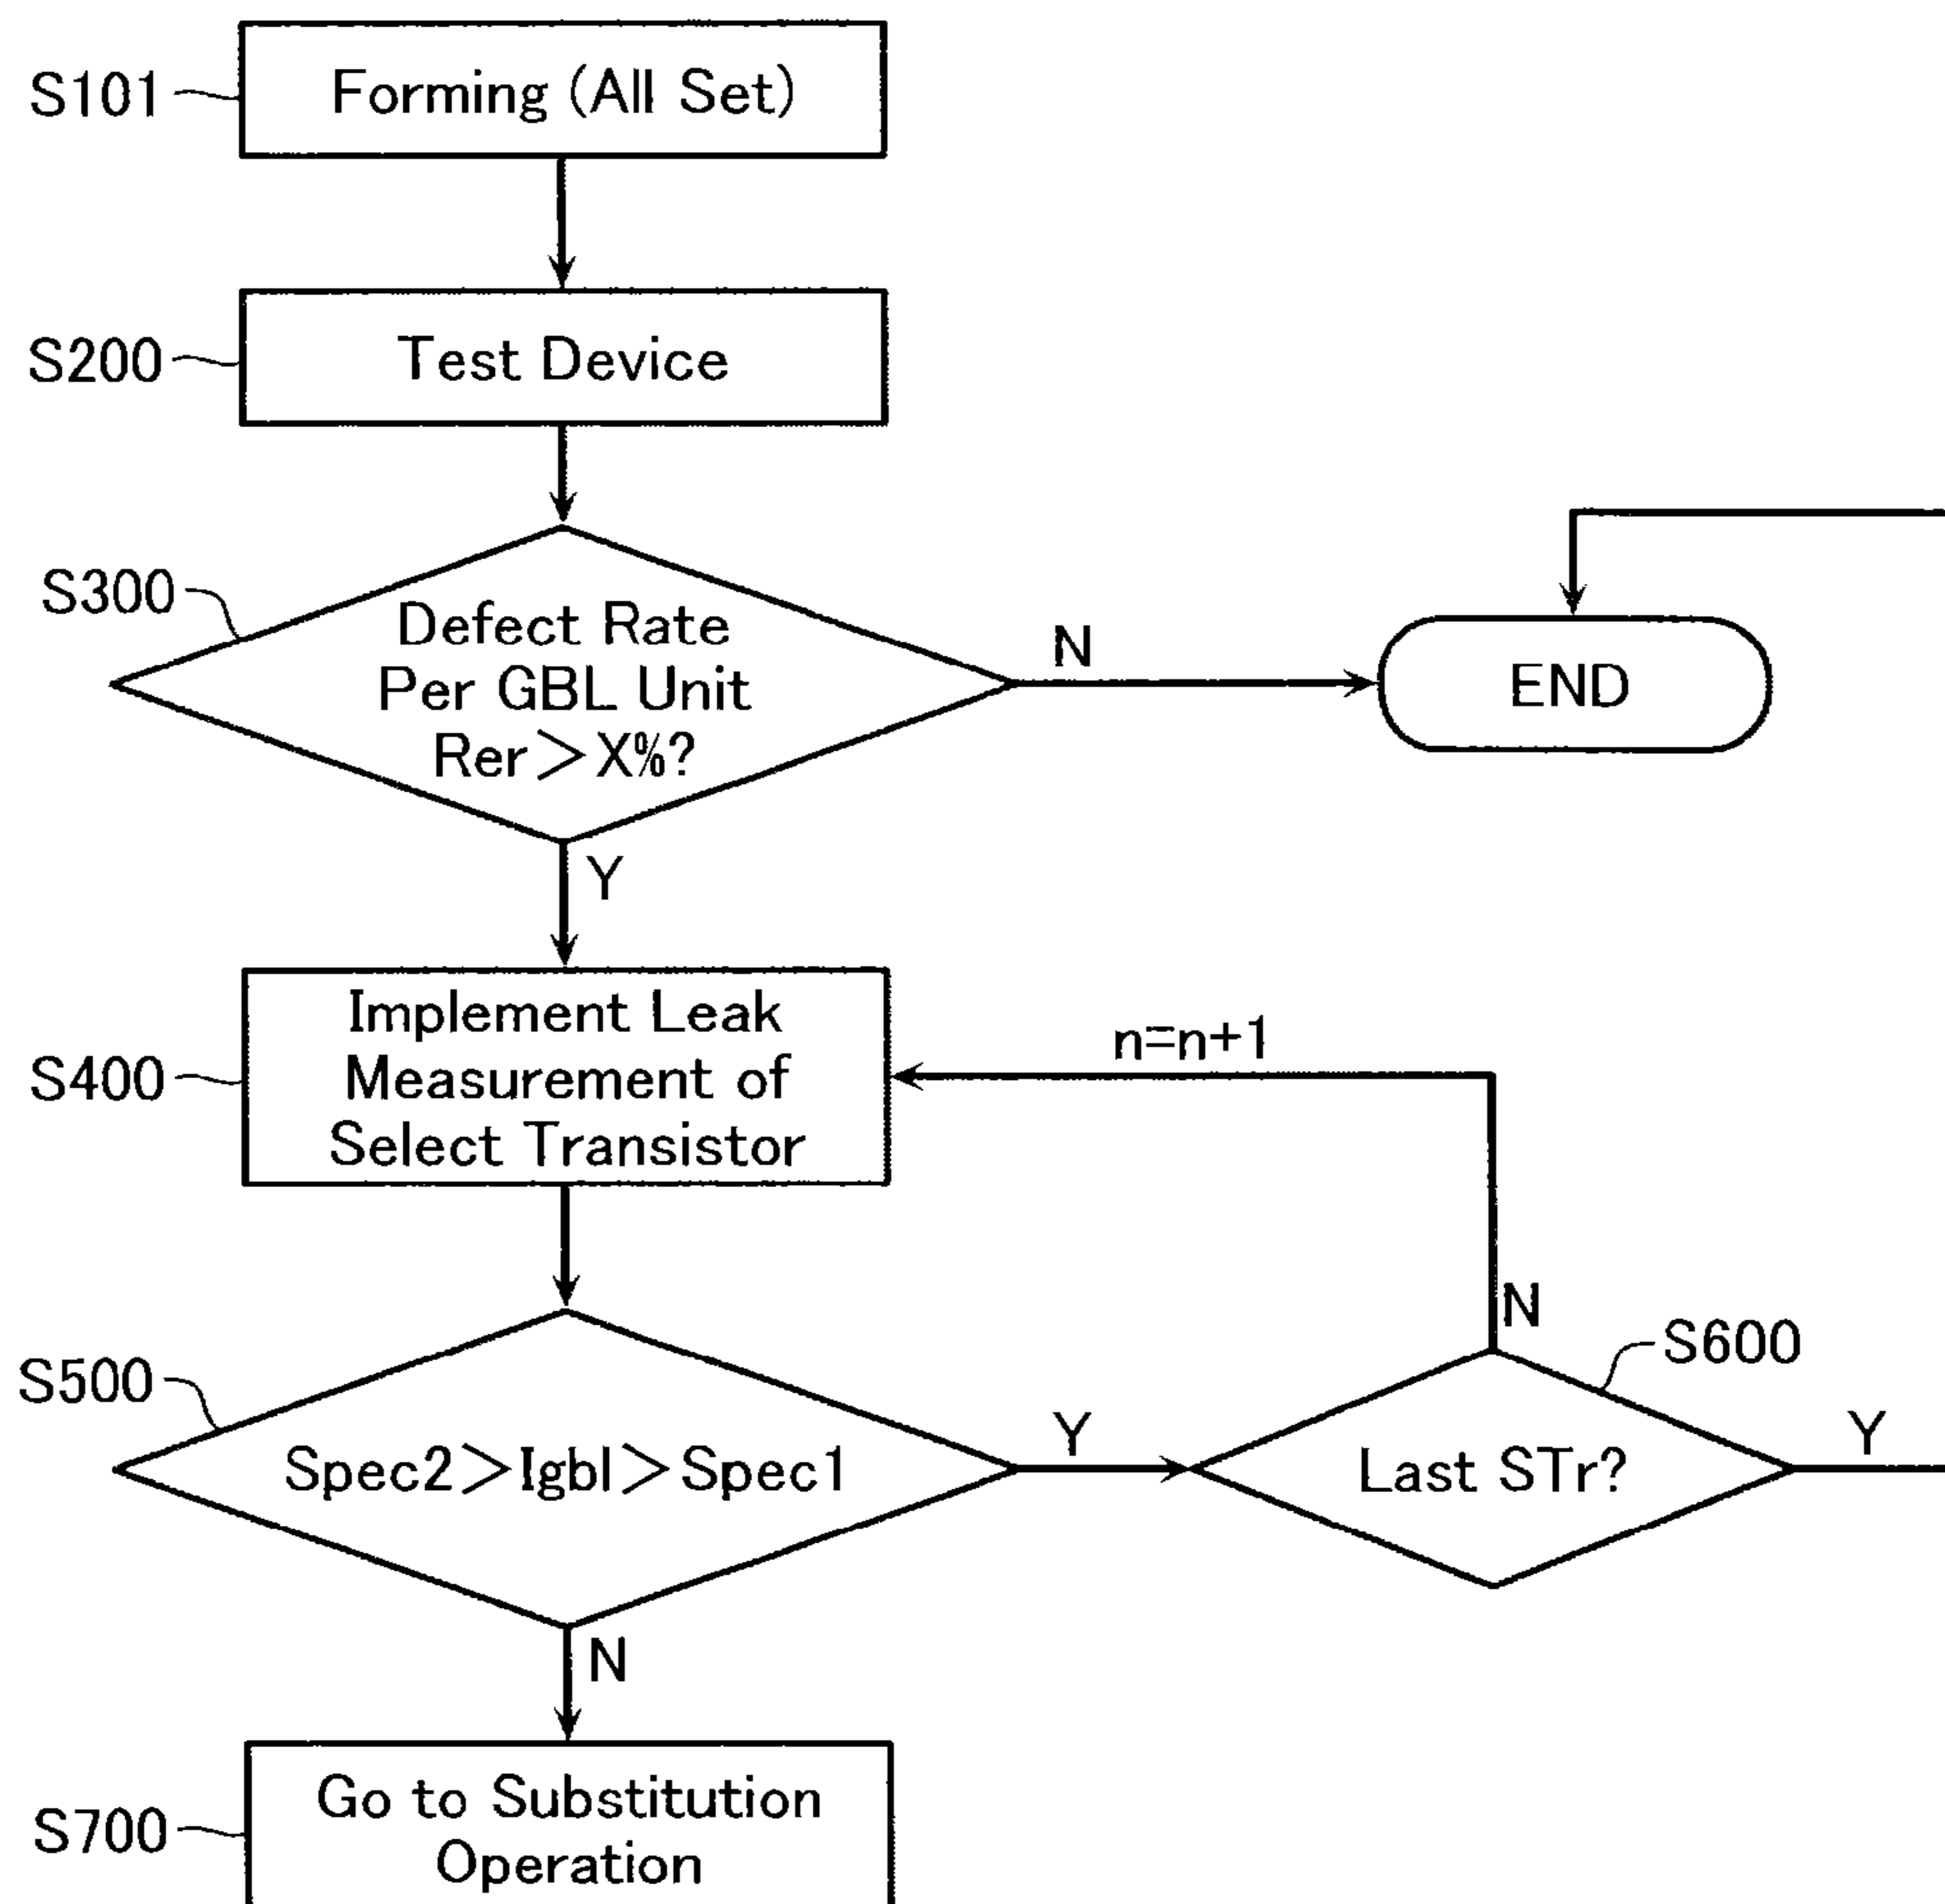 S101
Forming (All Set)
S200
Test Device
S300
Defect Rate
Per GBL Unit
Rer>X%?
N
END
Y
S400
Implement Leak
Measurement of
Select Transistor
n=n+1
N
S500
Spec2>Igbl>Spec1
Y
S600
Last STr?
Y
N
S700
Go to Substitution
Operation